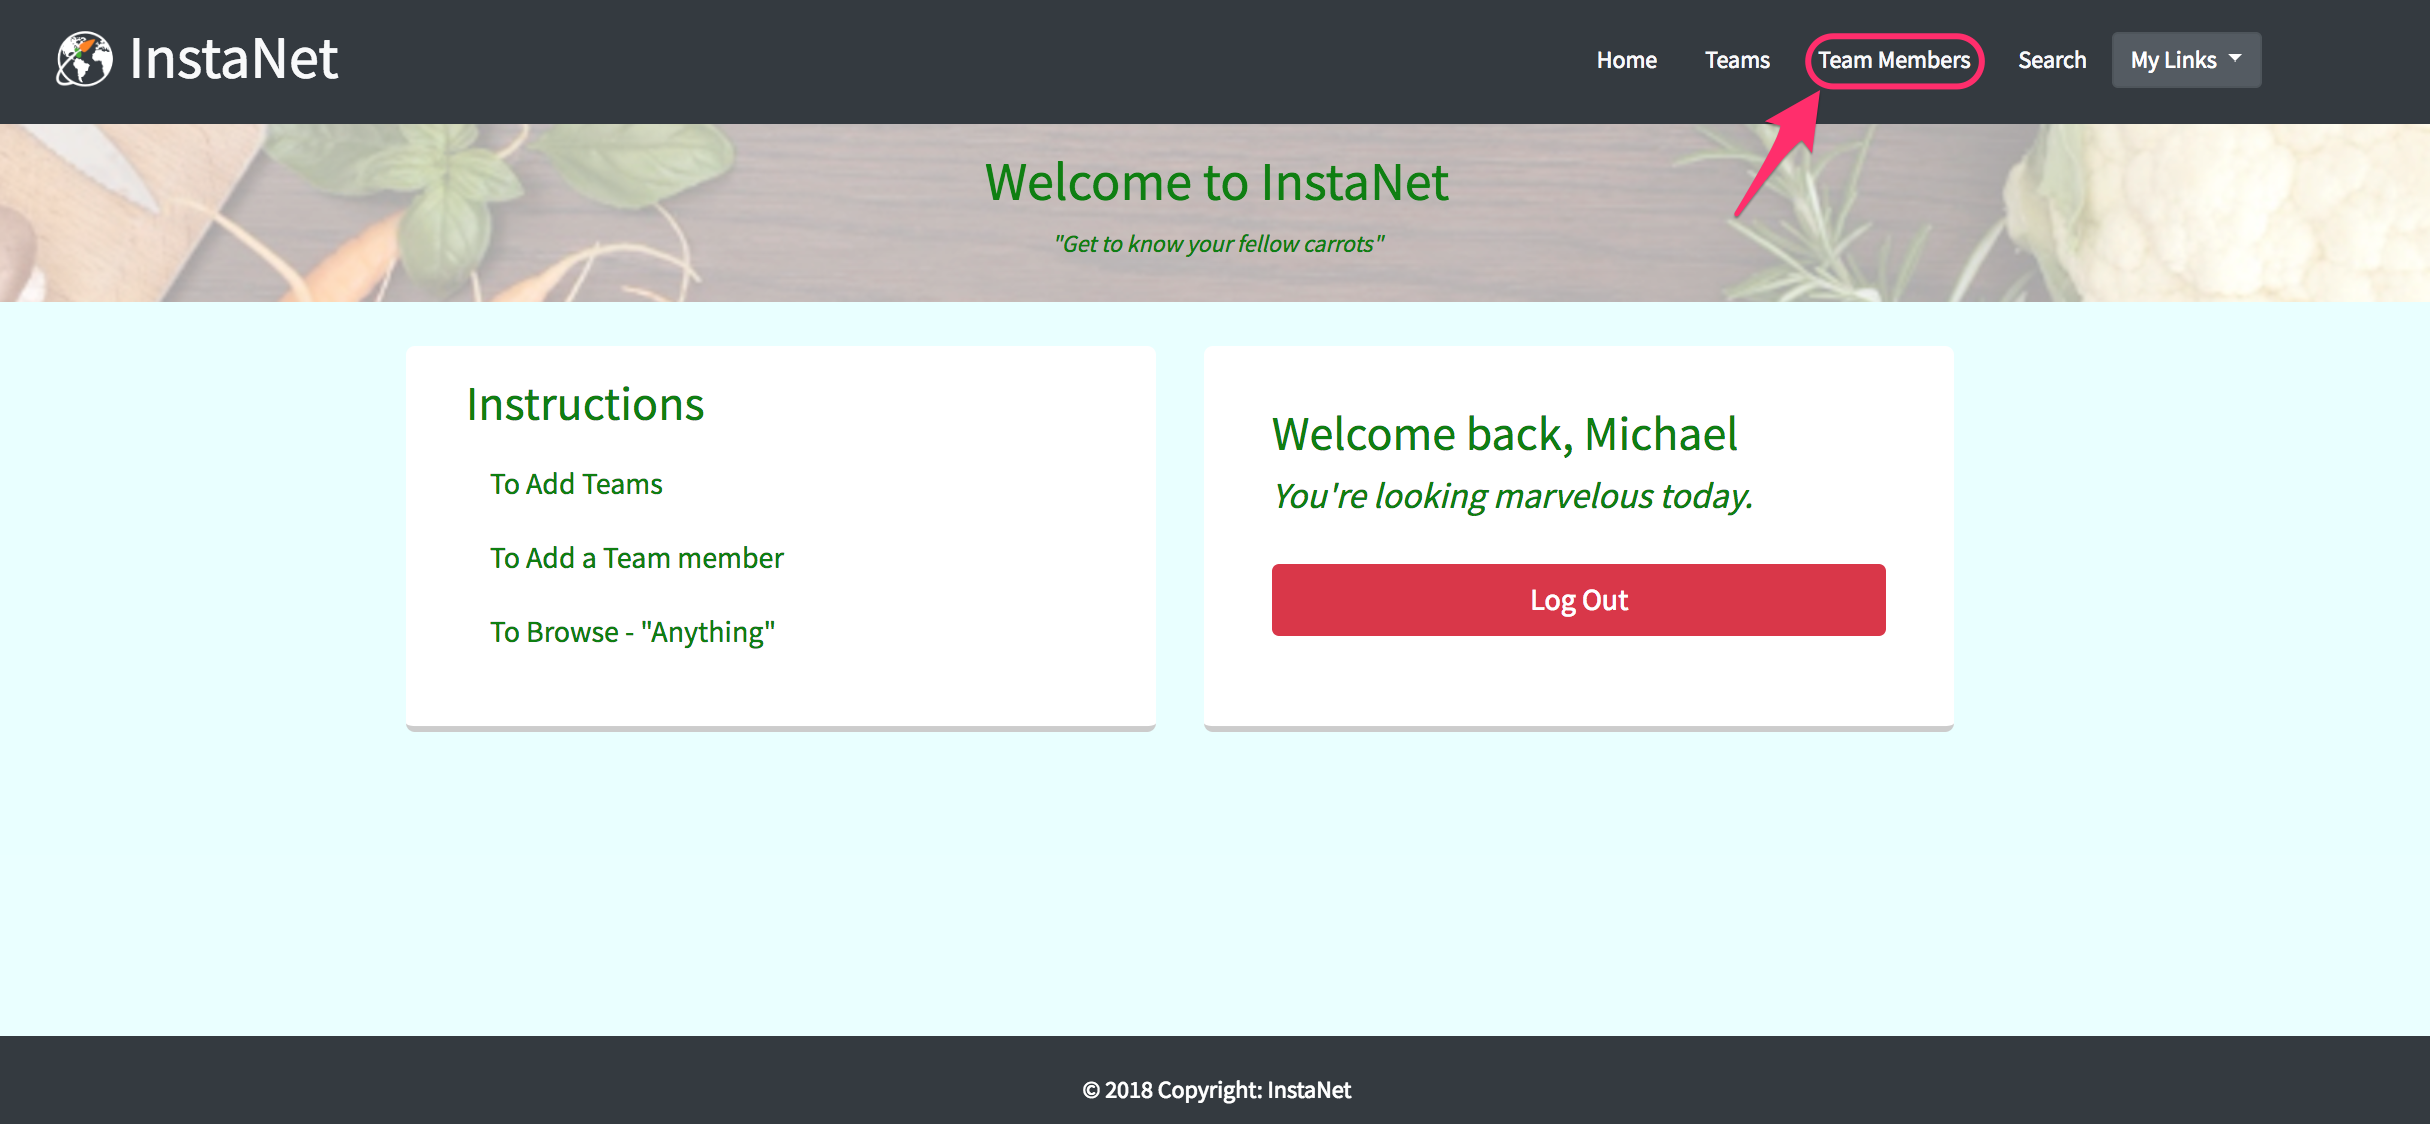 InstaNet
Home Teams Team Members Search My Links
Welcome to InstaNet
"Get to know your fellow carrots"
Instructions
To Add Teams
To Add a Team member
To Browse - "Anything"
Welcome back, Michael
You're looking marvelous today.
Log Out
© 2018 Copyright: InstaNet